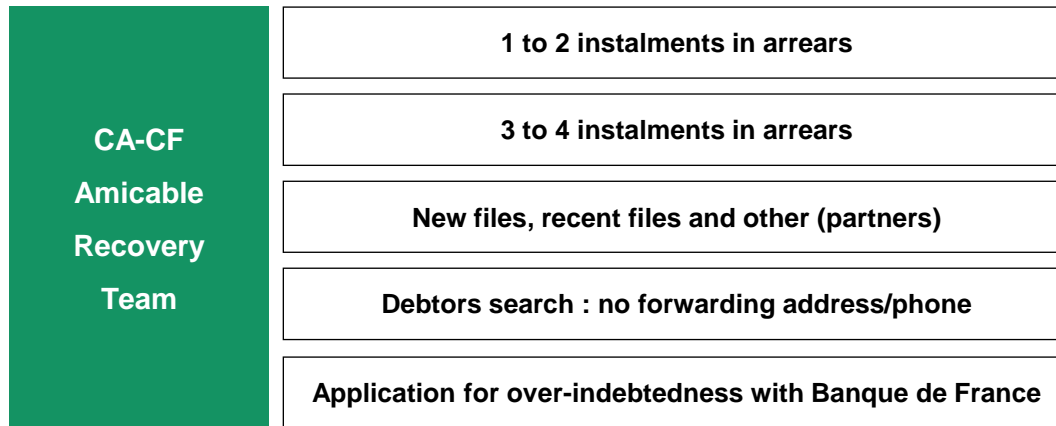 CA-CF
Amicable
Recovery
Team
1 to 2 instalments in arrears
3 to 4 instalments in arrears
New files, recent files and other (partners)
Debtors search : no forwarding address/phone
Application for over-indebtedness with Banque de France